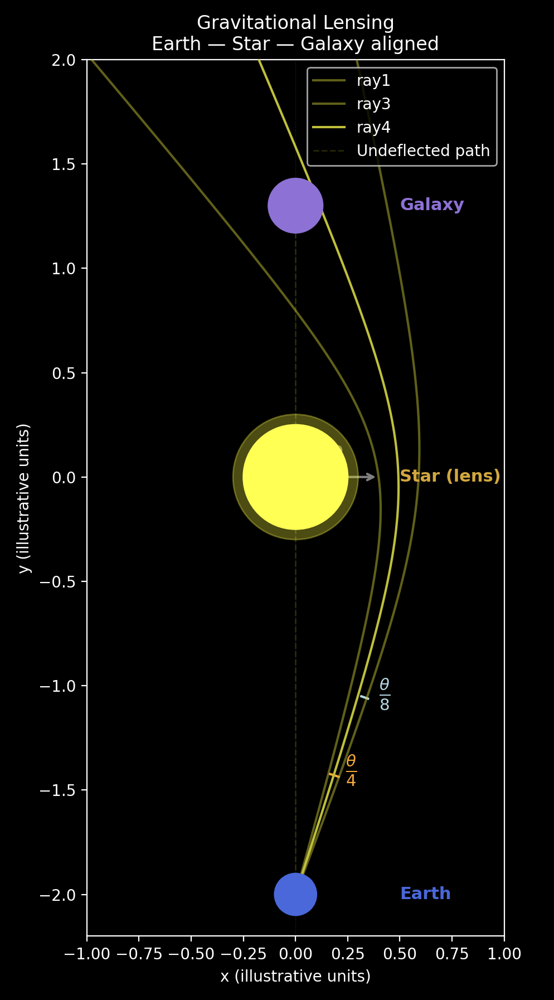 Gravitational Lensing
Earth — Star — Galaxy aligned
ray1
ray3
ray4
Undeflected path
Galaxy
Star (lens)
θ/8
θ/4
Earth
2.0
1.5
1.0
0.5
0.0
−0.5
−1.0
−1.5
−2.0
y (illustrative units)
−1.00 −0.75 −0.50 −0.25 0.00 0.25 0.50 0.75 1.00
x (illustrative units)